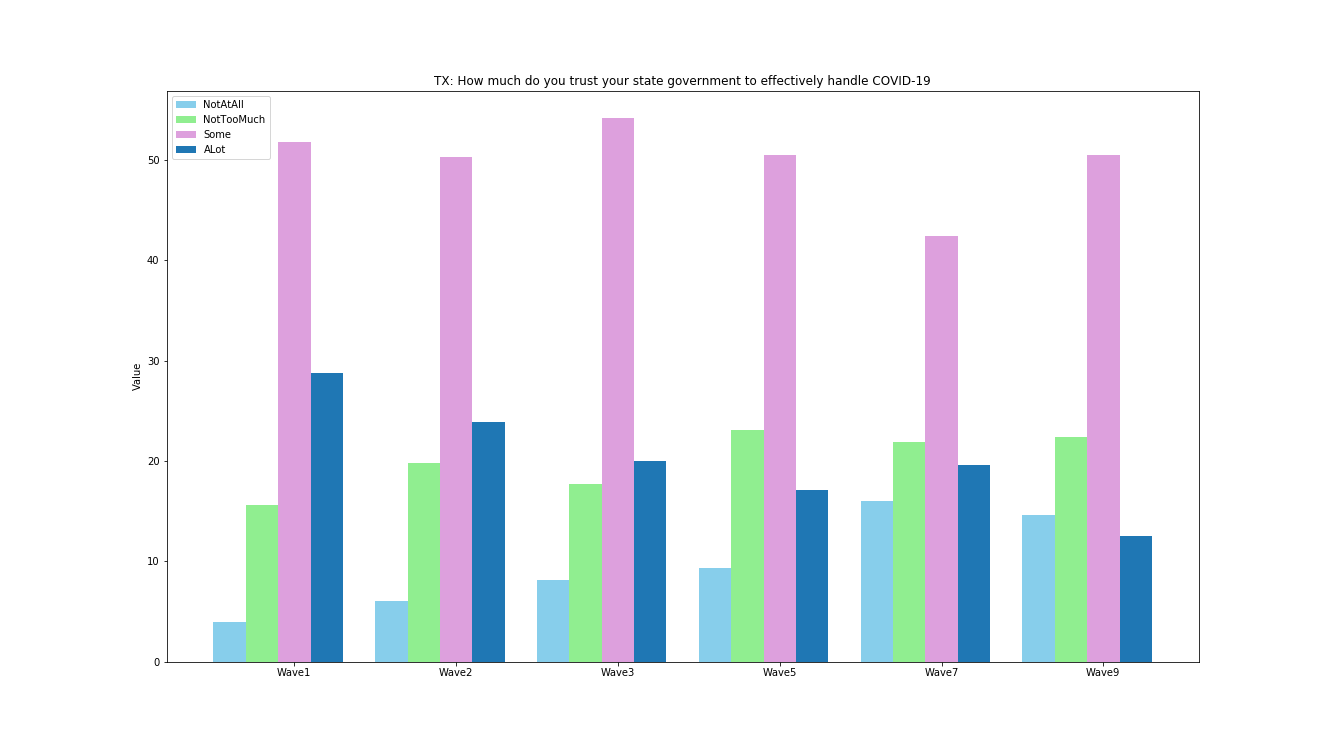 TX: How much do you trust your state government to effectively handle COVID-19
NotAtAll
NotTooMuch
Some
ALot
Value
50
40
30
20
10
0
Wave1 Wave2 Wave3 Wave5 Wave7 Wave9